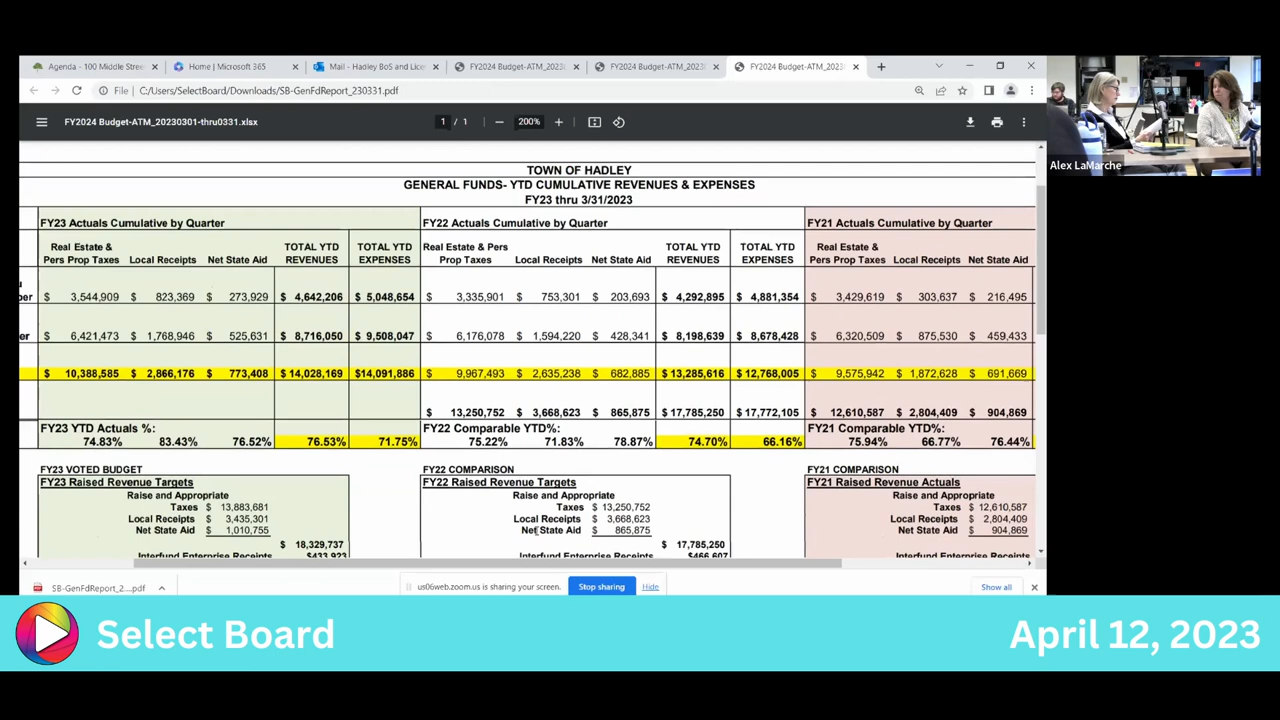 Agenda - 100 Middle Stree
Home | Microsoft 365
Mail - Hadley BoS and Lice
FY2024 Budget-ATM_2023
FY2024 Budget-ATM_2023
FY2024 Budget-ATM_2023
File | C:/Users/SelectBoard/Downloads/SB-GenFdReport_230331.pdf
FY2024 Budget-ATM_20230301-thru0331.xlsx
1 / 1
200%
Alex LaMarche
TOWN OF HADLEY
GENERAL FUNDS- YTD CUMULATIVE REVENUES & EXPENSES
FY23 thru 3/31/2023
FY23 Actuals Cumulative by Quarter FY22 Actuals Cumulative by Quarter FY21 Actuals Cumulative by Quarter
Real Estate & TOTAL YTD TOTAL YTD Real Estate & Pers TOTAL YTD TOTAL YTD Real Estate &
Pers Prop Taxes Local Receipts Net State Aid REVENUES EXPENSES Prop Taxes Local Receipts Net State Aid REVENUES EXPENSES Pers Prop Taxes Local Receipts Net State Aid
ber $ 3,544,909 $ 823,369 $ 273,929 $ 4,642,206 $ 5,048,654 $ 3,335,901 $ 753,301 $ 203,693 $ 4,292,895 $ 4,881,354 $ 3,429,619 $ 303,637 $ 216,495
er $ 6,421,473 $ 1,768,946 $ 525,631 $ 8,716,050 $ 9,508,047 $ 6,176,078 $ 1,594,220 $ 428,341 $ 8,198,639 $ 8,678,428 $ 6,320,509 $ 875,530 $ 459,433
$ 10,388,585 $ 2,866,176 $ 773,408 $ 14,028,169 $14,091,886 $ 9,967,493 $ 2,635,238 $ 682,885 $ 13,285,616 $ 12,768,005 $ 9,575,942 $ 1,872,628 $ 691,669
$ 13,250,752 $ 3,668,623 $ 865,875 $ 17,785,250 $ 17,772,105 $ 12,610,587 $ 2,804,409 $ 904,869
FY23 YTD Actuals %: FY22 Comparable YTD%: FY21 Comparable YTD%:
74.83% 83.43% 76.52% 76.53% 71.75% 75.22% 71.83% 78.87% 74.70% 66.16% 75.94% 66.77% 76.44%
FY23 VOTED BUDGET FY22 COMPARISON FY21 COMPARISON
FY23 Raised Revenue Targets FY22 Raised Revenue Targets FY21 Raised Revenue Actuals
Raise and Appropriate Raise and Appropriate Raise and Appropriate
Taxes $ 13,883,681 Taxes $ 13,250,752 Taxes $ 12,610,587
Local Receipts $ 3,435,301 Local Receipts $ 3,668,623 Local Receipts $ 2,804,409
Net State Aid $ 1,010,755 Net State Aid $ 865,875 Net State Aid $ 904,869
$ 18,329,737 $ 17,785,250
Interfund Enterprise Receipts $433,923 Interfund Enterprise Receipts $466,607 Interfund Enterprise Receipts
SB-GenFdReport_2....pdf
us06web.zoom.us is sharing your screen. Stop sharing Hide
Show all
Select Board
April 12, 2023